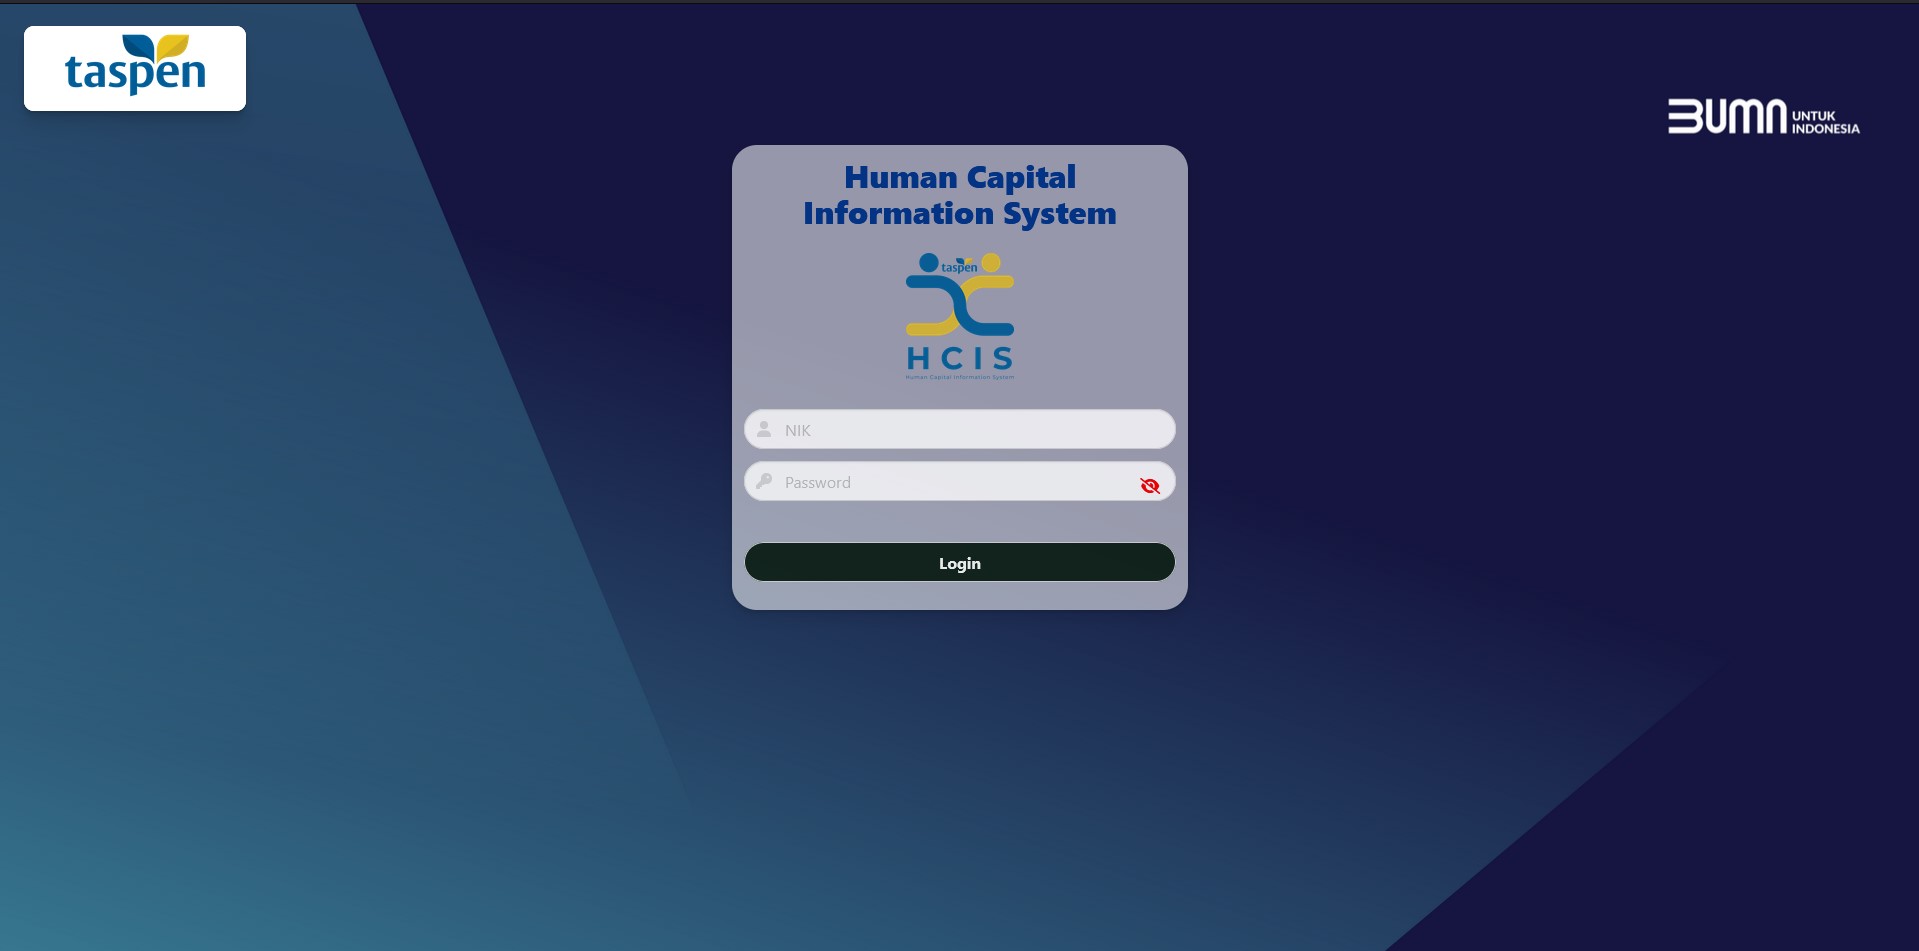 taspen
BUMN UNTUK
INDONESIA
Human Capital
Information System
taspen
HCIS
Human Capital Information System
NIK
Password
Login